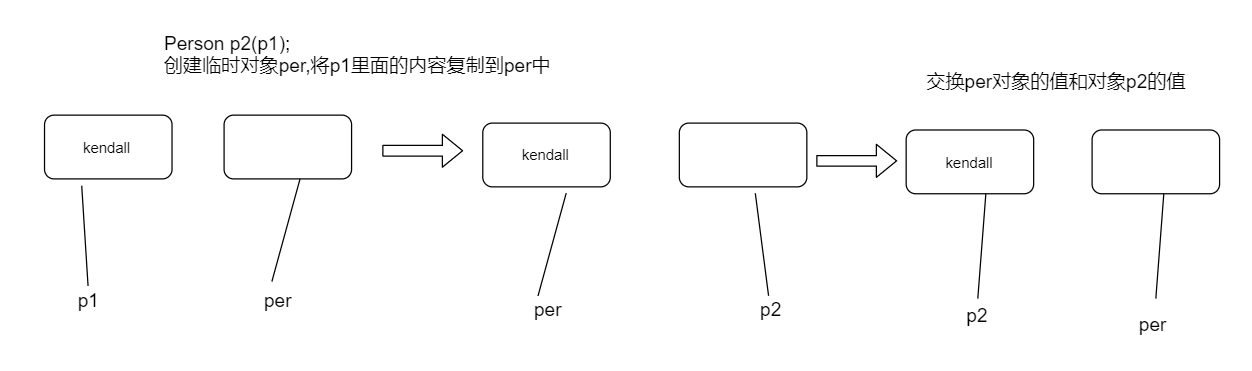 Person p2(p1);
创建临时对象per,将p1里面的内容复制到per中
交换per对象的值和对象p2的值
kendall
kendall
kendall
p1
per
per
p2
p2
per